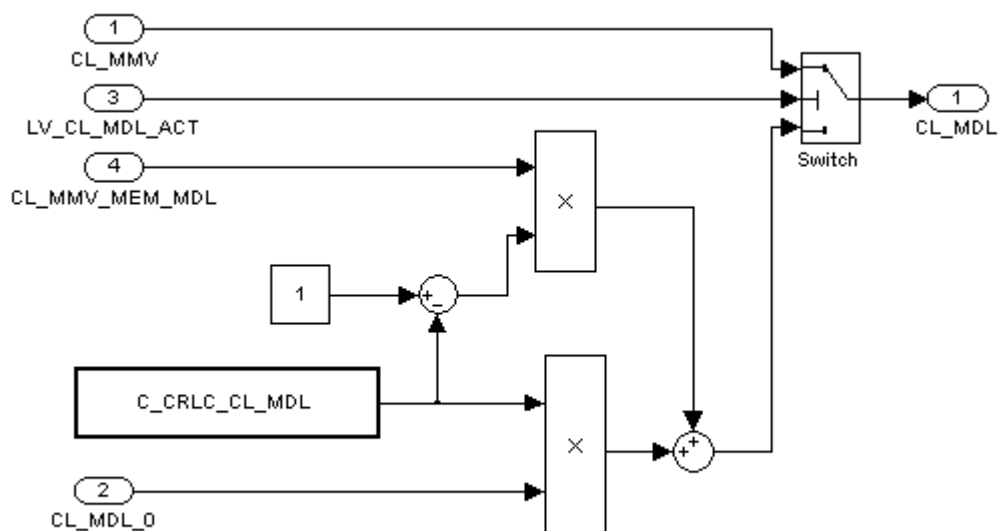 1
CL_MMV
3
LV_CL_MDL_ACT
1
CL_MDL
Switch
4
CL_MMV_MEM_MDL
×
1
+
−
C_CRLC_CL_MDL
×
+
+
2
CL_MDL_0